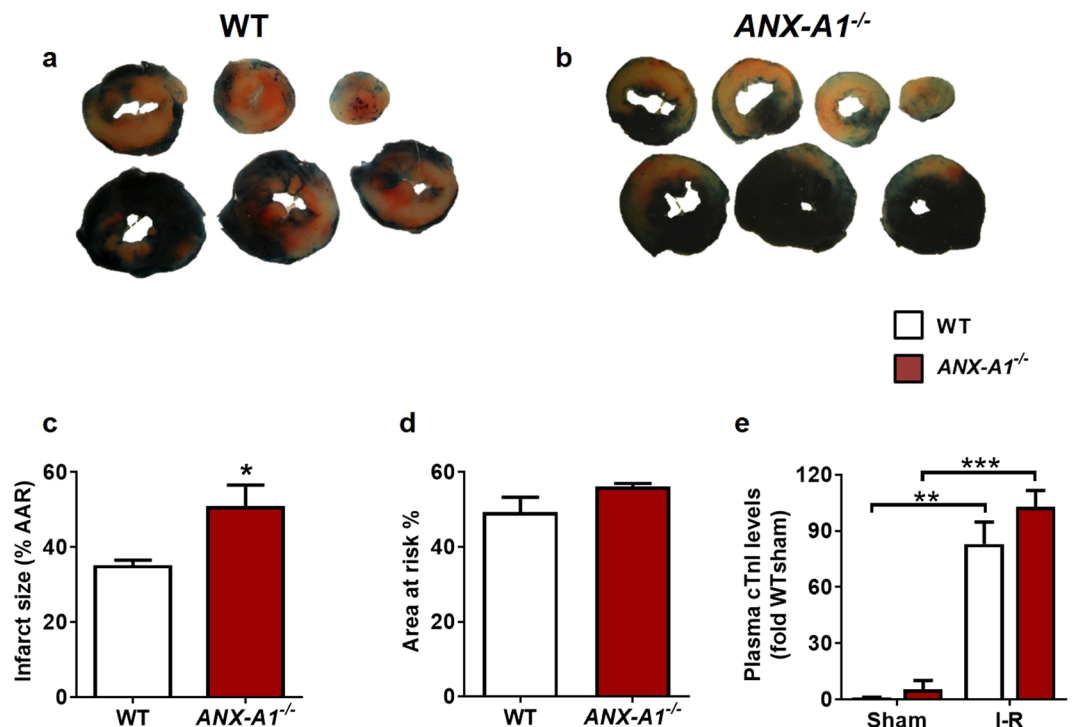 WT
ANX-A1-/-
a
b
WT
ANX-A1-/-
c
d
e
Infarct size (% AAR)
60
40
20
0
*
WT
ANX-A1-/-
Area at risk %
60
40
20
0
WT
ANX-A1-/-
Plasma cTnI levels
(fold WTsham)
120
90
60
30
0
**
***
Sham
I-R